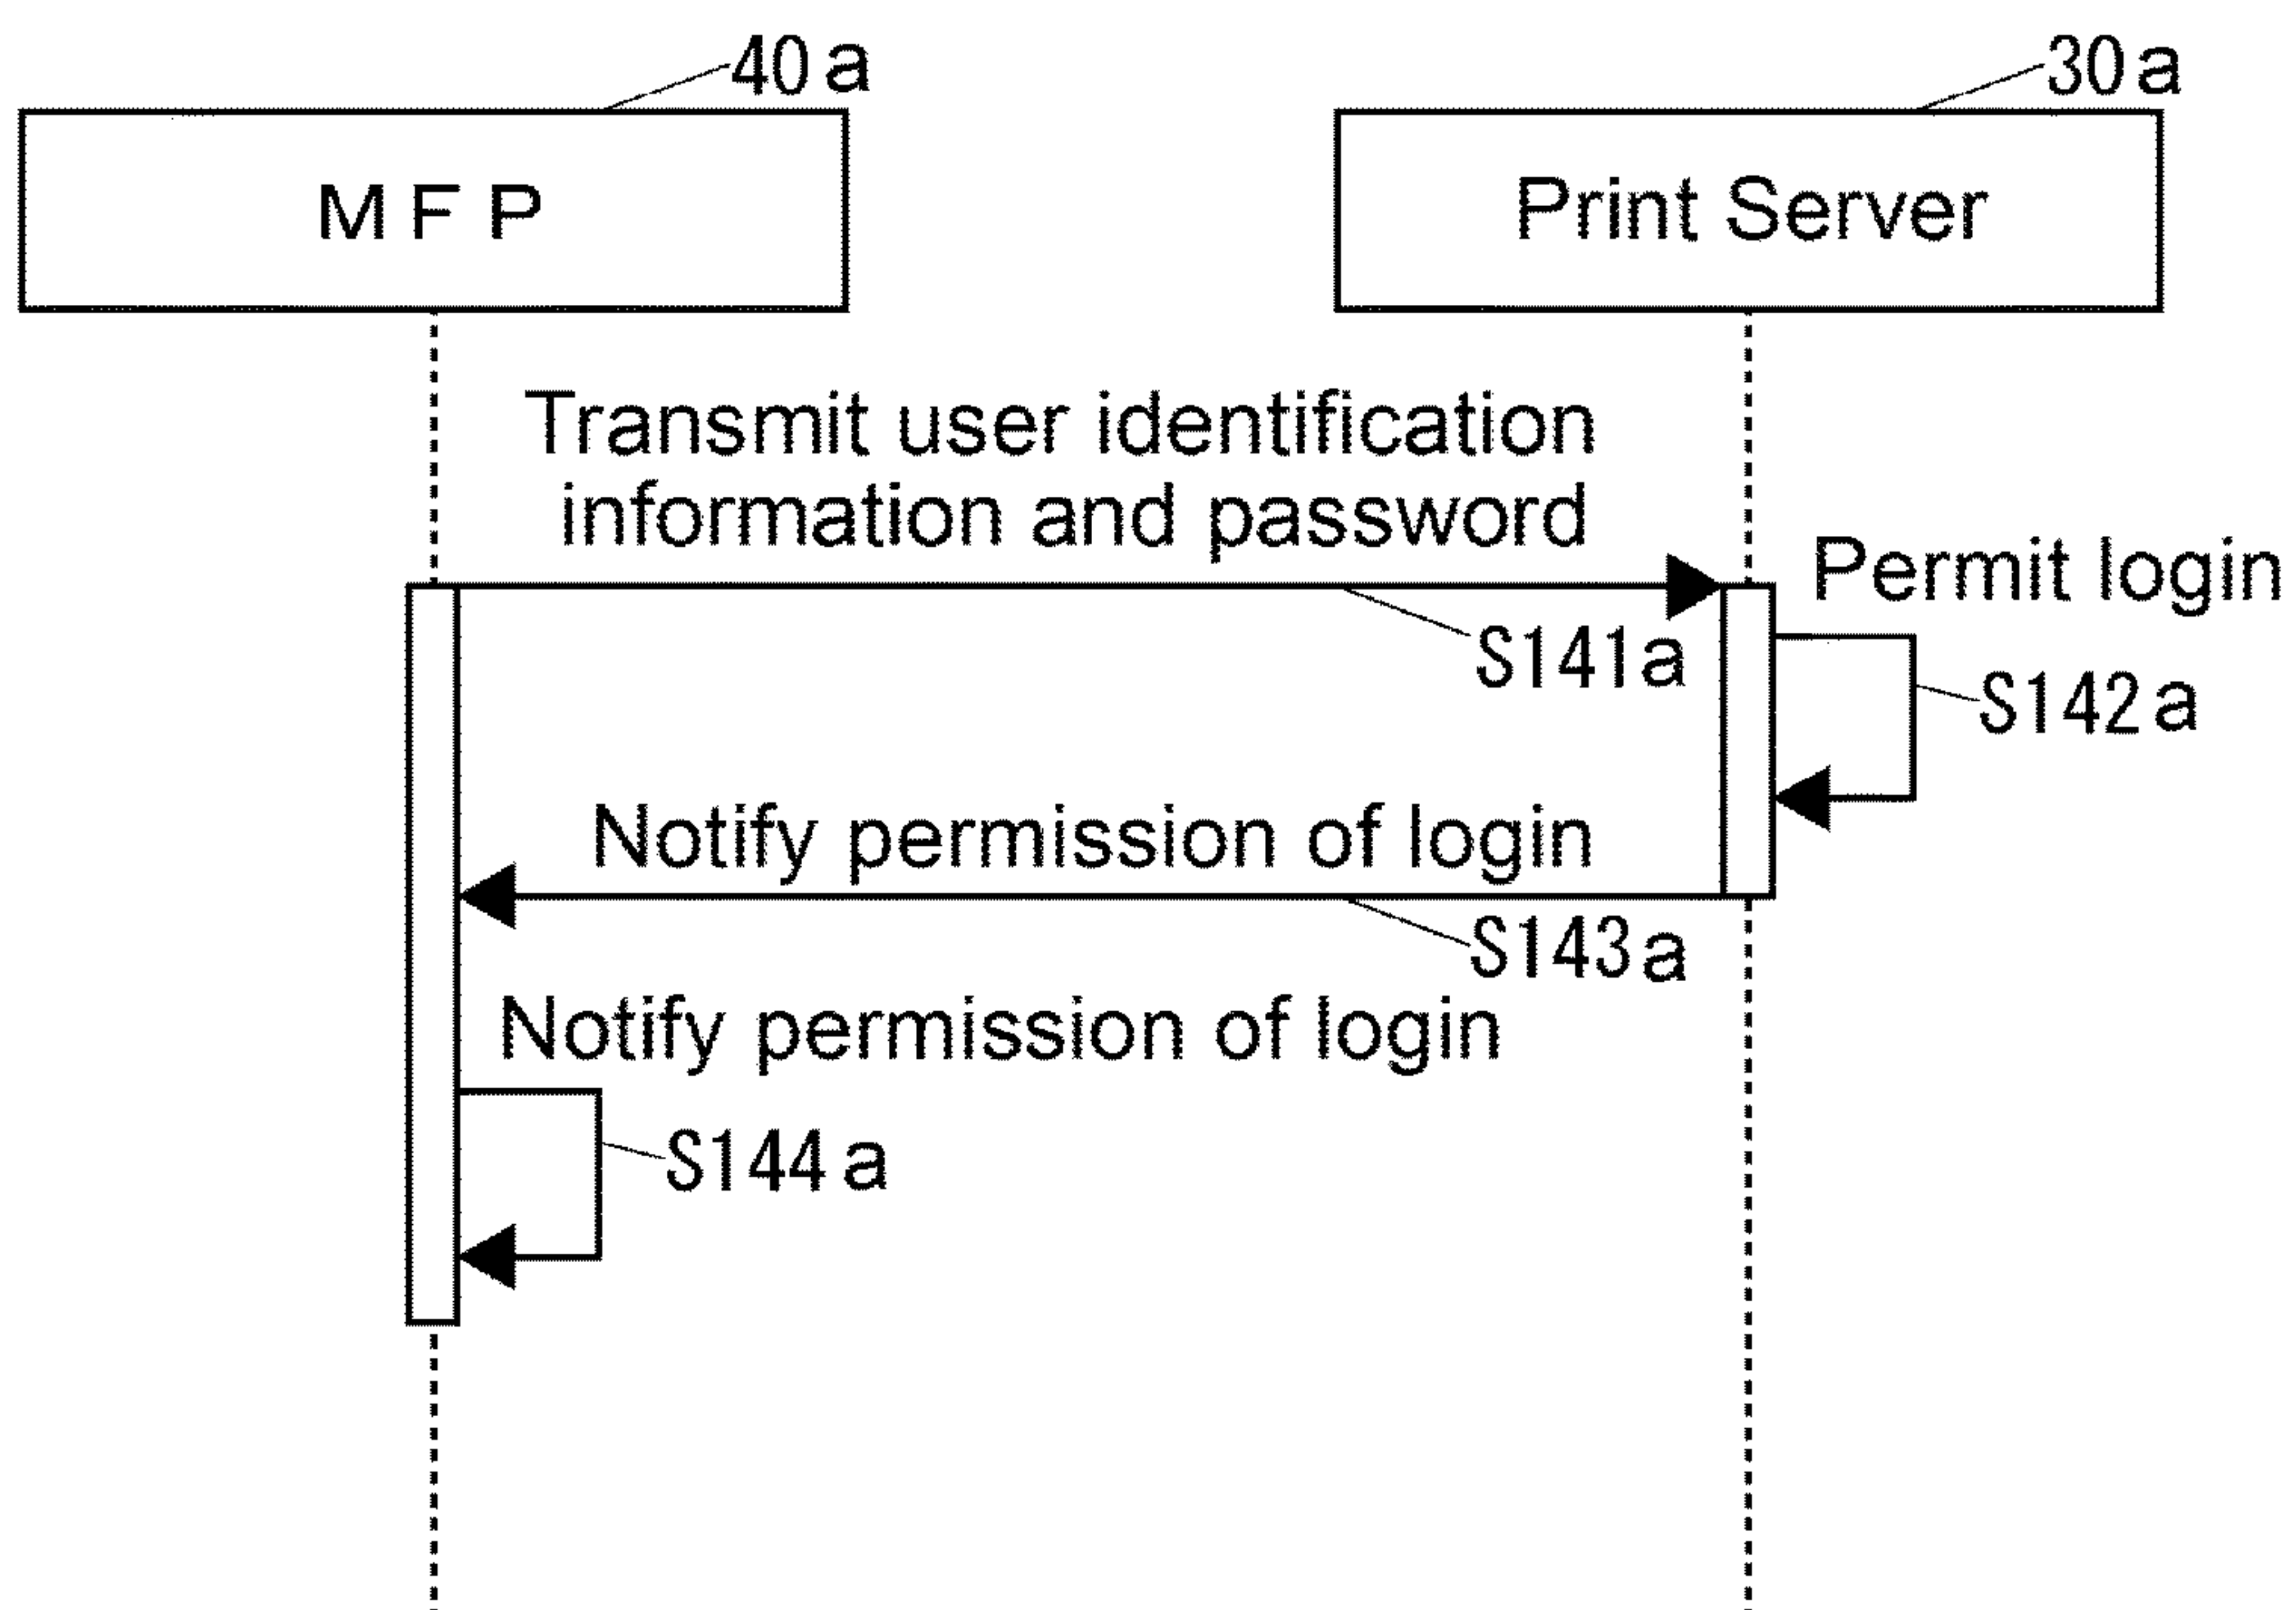 40a
30a
MFP
Print Server
Transmit user identification
information and password
Permit login
S141a
S142a
Notify permission of login
S143a
Notify permission of login
S144a